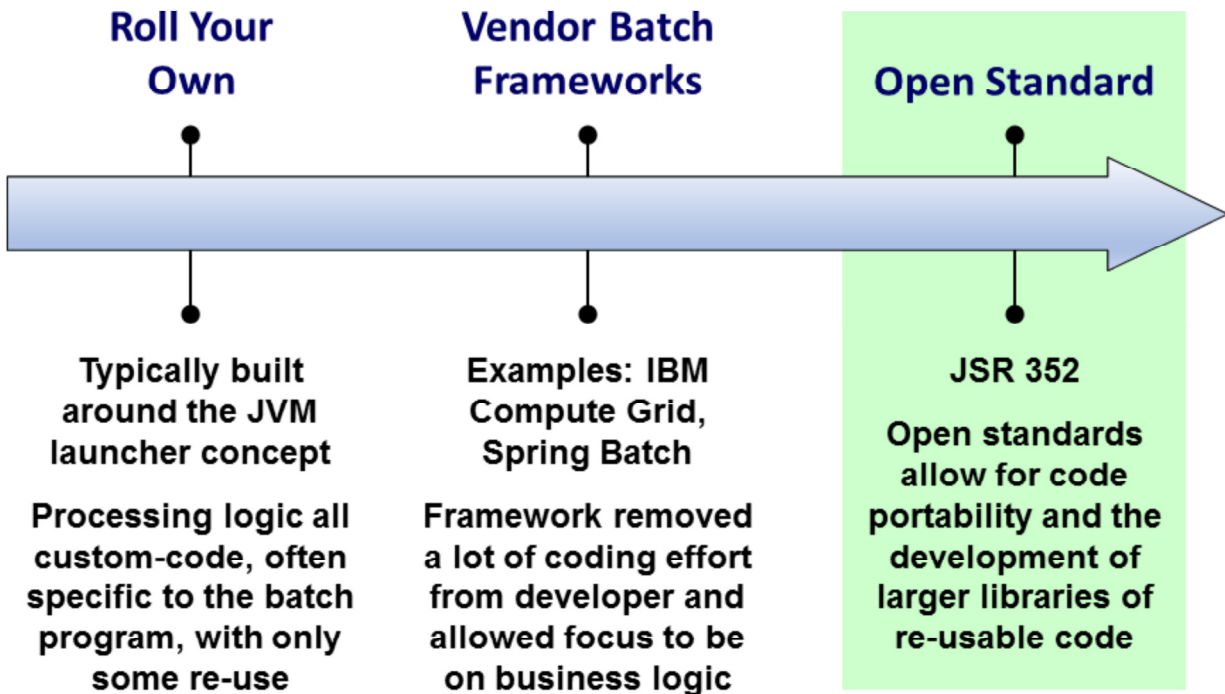 Roll Your
Own
Typically built
around the JVM
launcher concept
Processing logic all
custom-code, often
specific to the batch
program, with only
some re-use
Vendor Batch
Frameworks
Examples: IBM
Compute Grid,
Spring Batch
Framework removed
a lot of coding effort
from developer and
allowed focus to be
on business logic
Open Standard
JSR 352
Open standards
allow for code
portability and the
development of
larger libraries of
re-usable code